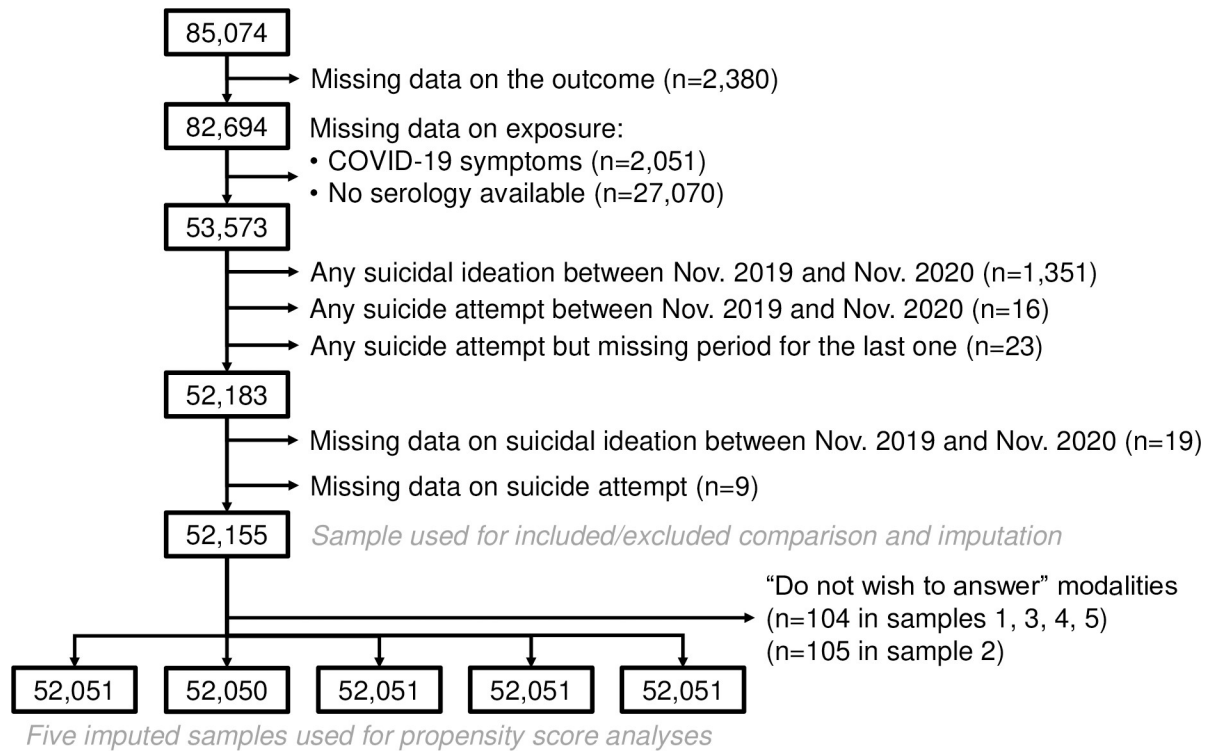 85,074
Missing data on the outcome (n=2,380)
82,694
Missing data on exposure:
• COVID-19 symptoms (n=2,051)
• No serology available (n=27,070)
53,573
Any suicidal ideation between Nov. 2019 and Nov. 2020 (n=1,351)
Any suicide attempt between Nov. 2019 and Nov. 2020 (n=16)
Any suicide attempt but missing period for the last one (n=23)
52,183
Missing data on suicidal ideation between Nov. 2019 and Nov. 2020 (n=19)
Missing data on suicide attempt (n=9)
52,155
Sample used for included/excluded comparison and imputation
“Do not wish to answer” modalities
(n=104 in samples 1, 3, 4, 5)
(n=105 in sample 2)
52,051
52,050
52,051
52,051
52,051
Five imputed samples used for propensity score analyses